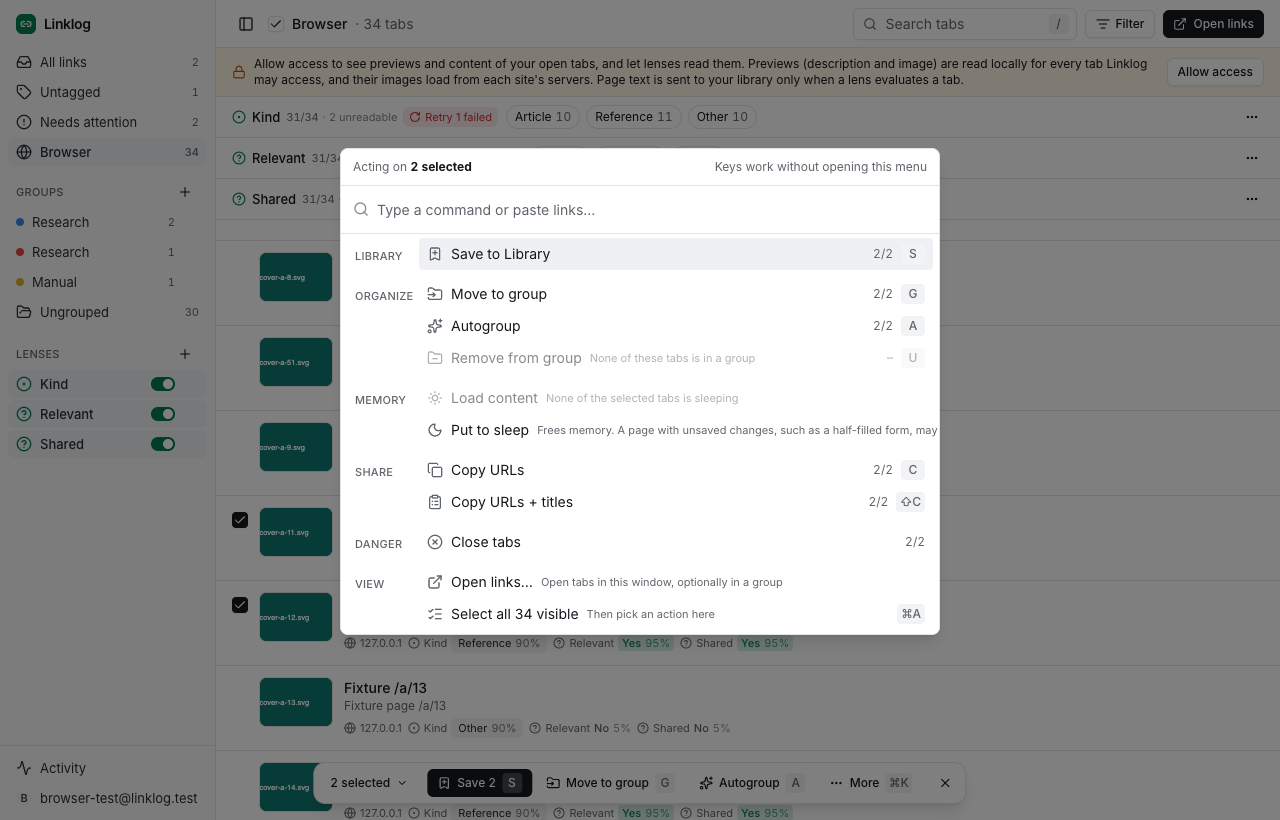 Linklog
Browser · 34 tabs
Search tabs /
Filter
Open links
All links 2
Untagged 1
Needs attention 2
Browser 34
GROUPS
Research 2
Research 1
Manual 1
Ungrouped 30
LENSES
Kind
Relevant
Shared
Activity
B browser-test@linklog.test
Allow access to see previews and content of your open tabs, and let lenses read them. Previews (description and image) are read locally for every tab Linklog
may access, and their images load from each site's servers. Page text is sent to your library only when a lens evaluates a tab.
Allow access
Kind 31/34 · 2 unreadable Retry 1 failed Article 10 Reference 11 Other 10
Relevant 31/34
Shared 31/34
Acting on 2 selected
Keys work without opening this menu
Type a command or paste links...
LIBRARY
Save to Library 2/2 S
ORGANIZE
Move to group 2/2 G
Autogroup 2/2 A
Remove from group None of these tabs is in a group – U
MEMORY
Load content None of the selected tabs is sleeping
Put to sleep Frees memory. A page with unsaved changes, such as a half-filled form, may
SHARE
Copy URLs 2/2 C
Copy URLs + titles 2/2 ⇧C
DANGER
Close tabs 2/2
VIEW
Open links... Open tabs in this window, optionally in a group
Select all 34 visible Then pick an action here ⌘A
cover-a-8.svg
cover-a-51.svg
cover-a-9.svg
cover-a-11.svg
cover-a-12.svg
127.0.0.1 Kind Reference 90% Relevant Yes 95% Shared Yes 95%
cover-a-13.svg
Fixture /a/13
Fixture page /a/13
127.0.0.1 Kind Other 90% Relevant No 5% Shared No 5%
cover-a-14.svg
2 selected Save 2 S Move to group G Autogroup A More ⌘K
127.0.0.1 Kind Reference 90% Relevant Yes 95% Shared Yes 95%